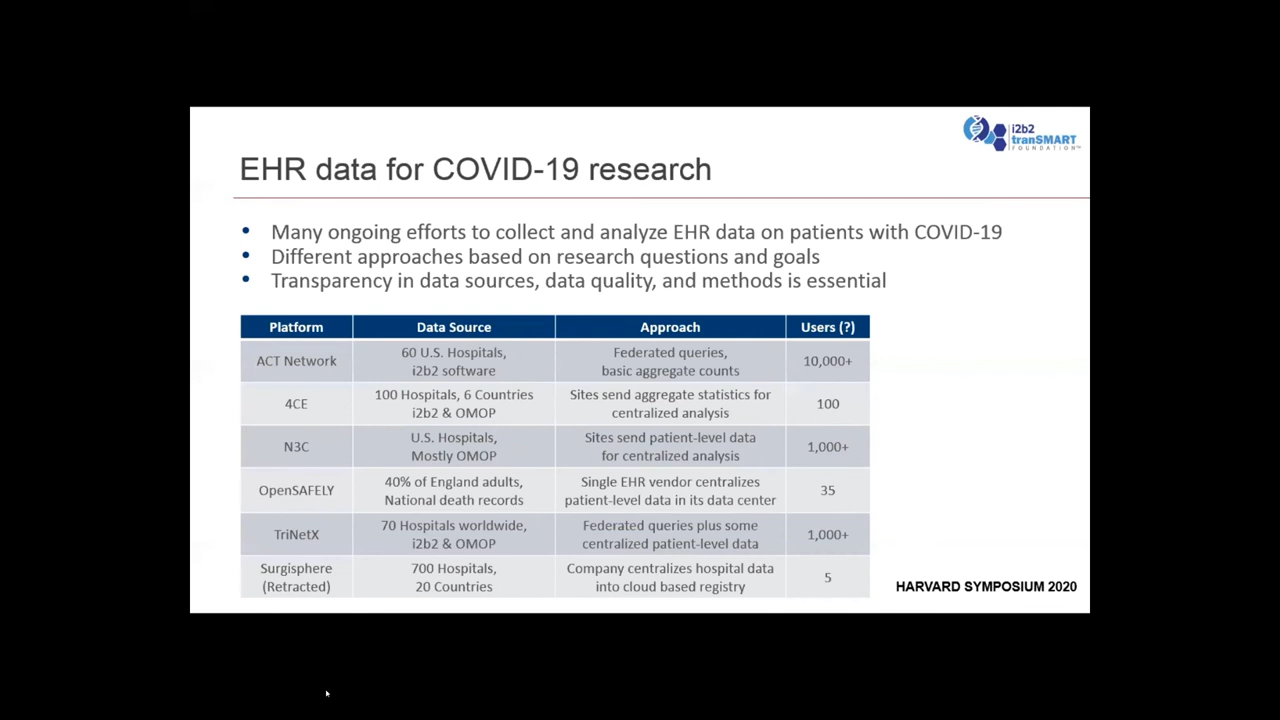 i2b2
tranSMART
FOUNDATION
EHR data for COVID-19 research
• Many ongoing efforts to collect and analyze EHR data on patients with COVID-19
• Different approaches based on research questions and goals
• Transparency in data sources, data quality, and methods is essential
Platform Data Source Approach Users (?)
ACT Network 60 U.S. Hospitals, i2b2 software Federated queries, basic aggregate counts 10,000+
4CE 100 Hospitals, 6 Countries i2b2 & OMOP Sites send aggregate statistics for centralized analysis 100
N3C U.S. Hospitals, Mostly OMOP Sites send patient-level data for centralized analysis 1,000+
OpenSAFELY 40% of England adults, National death records Single EHR vendor centralizes patient-level data in its data center 35
TriNetX 70 Hospitals worldwide, i2b2 & OMOP Federated queries plus some centralized patient-level data 1,000+
Surgisphere (Retracted) 700 Hospitals, 20 Countries Company centralizes hospital data into cloud based registry 5
HARVARD SYMPOSIUM 2020